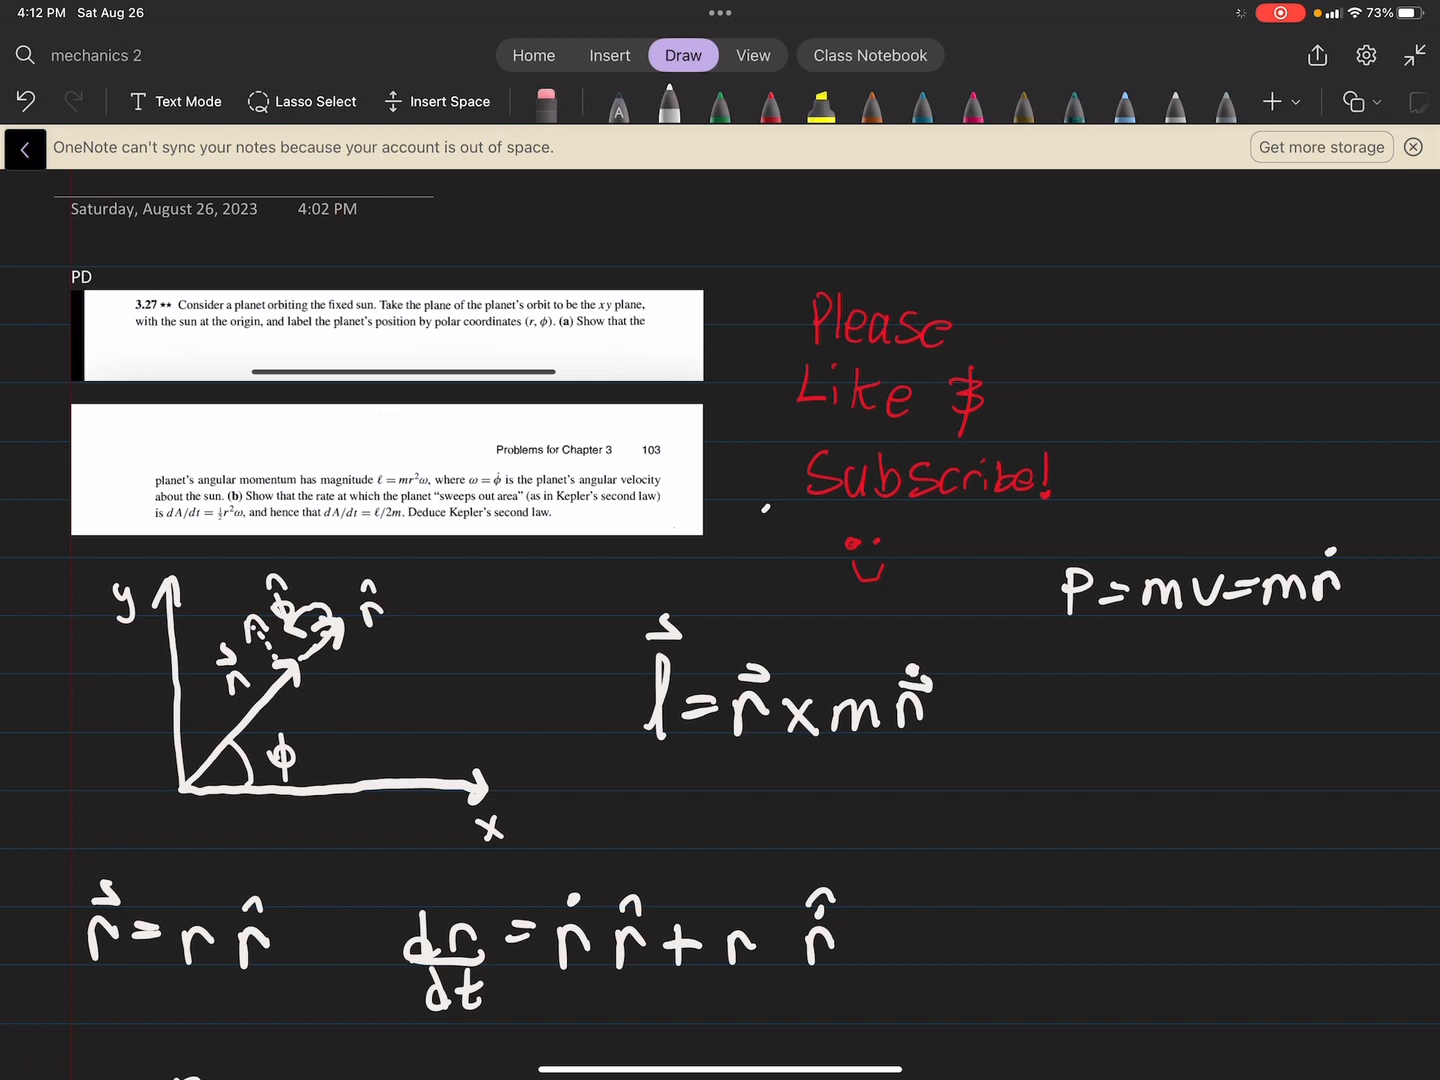 4:12 PM Sat Aug 26
73%
mechanics 2
Home Insert Draw View Class Notebook
Text Mode Lasso Select Insert Space
OneNote can't sync your notes because your account is out of space.
Get more storage
Saturday, August 26, 2023 4:02 PM
PD
3.27 ★★ Consider a planet orbiting the fixed sun. Take the plane of the planet's orbit to be the xy plane,
with the sun at the origin, and label the planet's position by polar coordinates (r, ϕ). (a) Show that the
Problems for Chapter 3 103
planet's angular momentum has magnitude ℓ = mr²ω, where ω = ϕ̇ is the planet's angular velocity
about the sun. (b) Show that the rate at which the planet "sweeps out area" (as in Kepler's second law)
is dA/dt = ½r²ω, and hence that dA/dt = ℓ/2m. Deduce Kepler's second law.
Please
Like &
Subscribe!
P = mv = mṙ
y
ϕ̂
r̂
r⃗
ϕ
x
l⃗ = r⃗ x m r⃗̇
r⃗ = r r̂
dr/dt = ṙ r̂ + r r̂̇